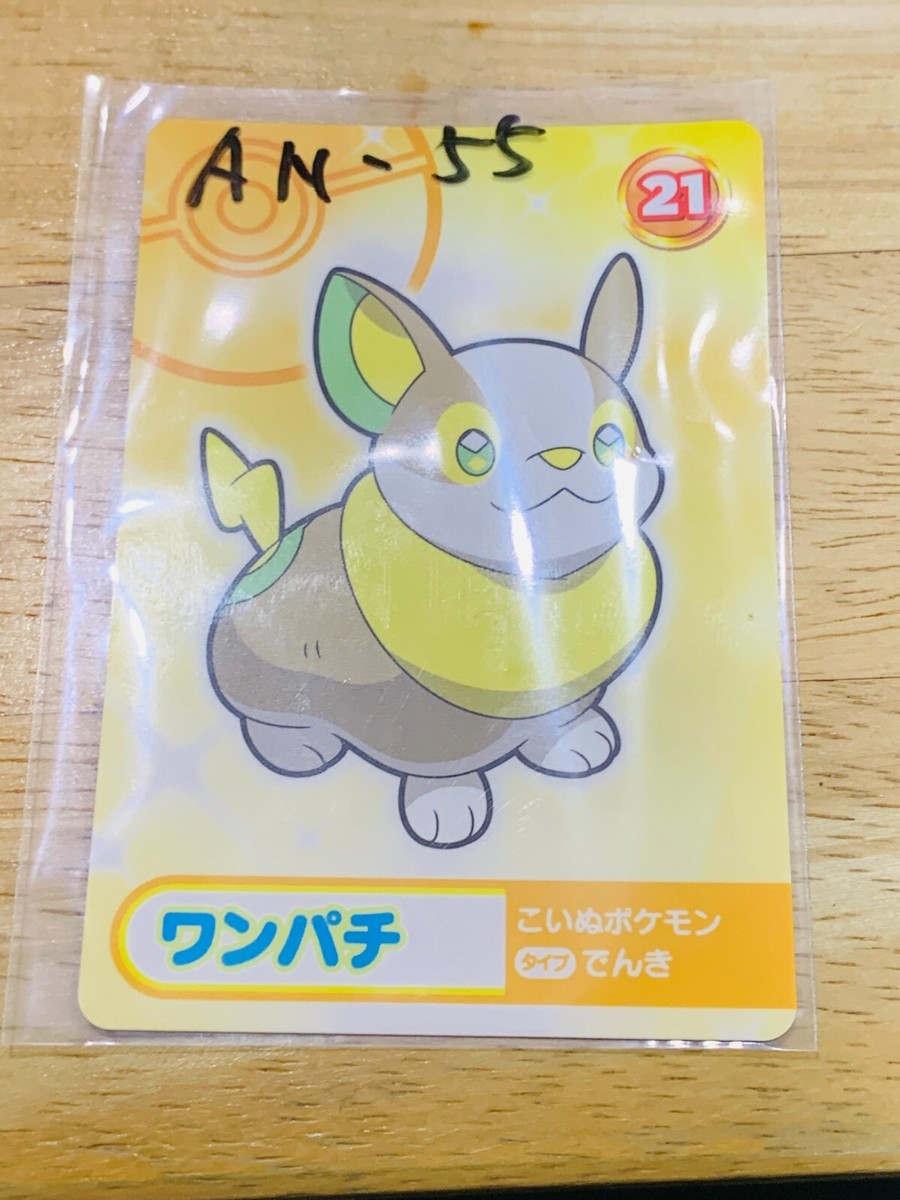 AN-55
21
ワンパチ
こいぬポケモン
タイプ でんき